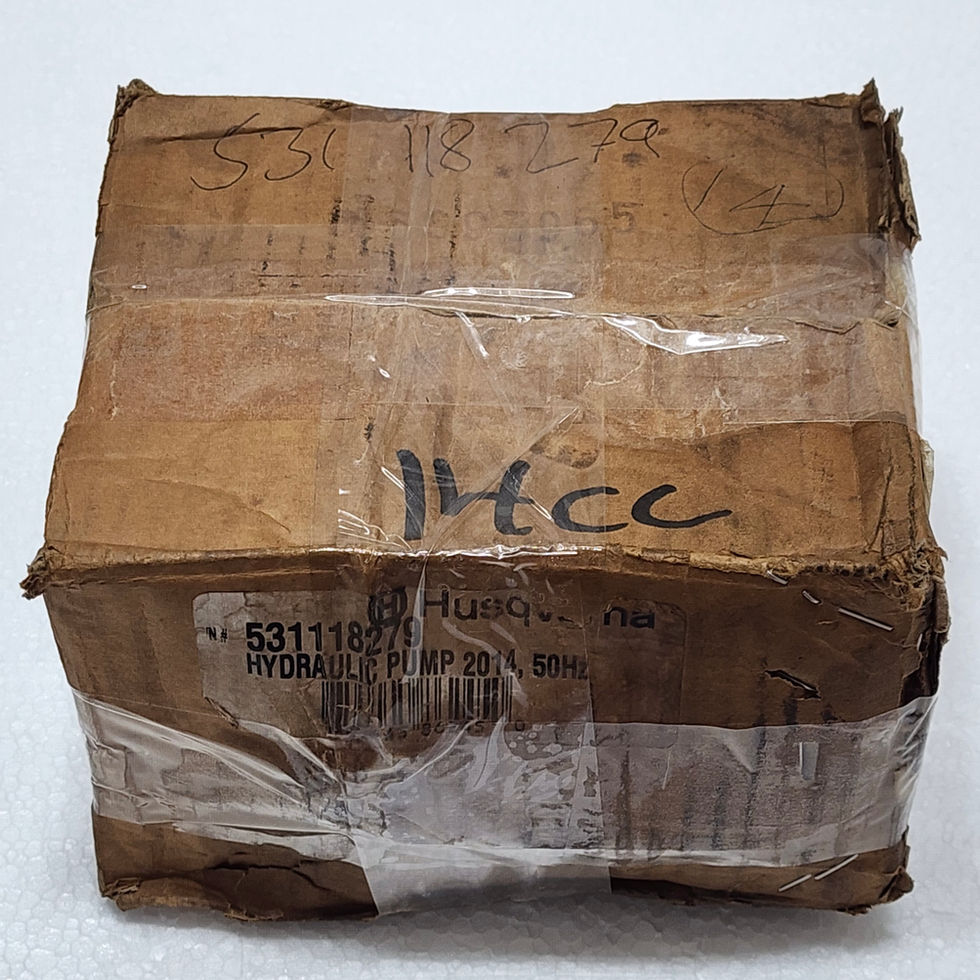 531 118 279
(14)
14cc
Husqvarna
N# 531118279
HYDRAULIC PUMP 2014, 50Hz